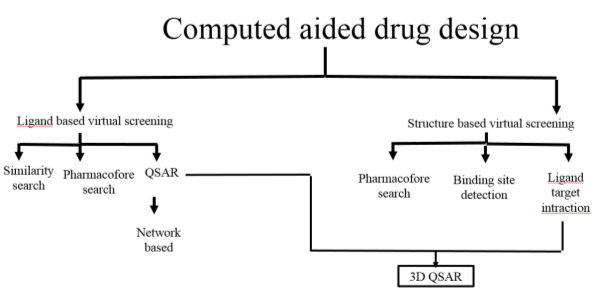 Computed aided drug design
Ligand based virtual screening
Structure based virtual screening
Similarity
search
Pharmacofore
search
QSAR
Network
based
Pharmacofore
search
Binding site
detection
Ligand
target
intraction
3D QSAR